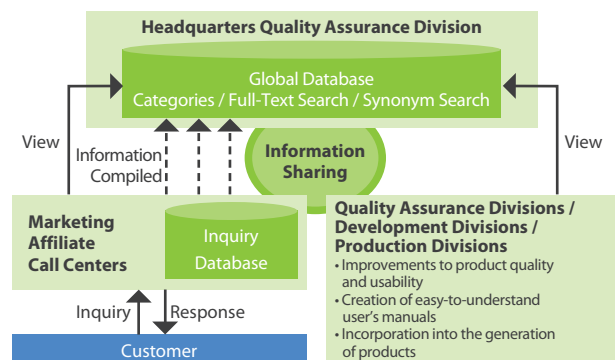 Headquarters Quality Assurance Division
Global Database
Categories / Full-Text Search / Synonym Search
View
Information
Compiled
Information
Sharing
View
Marketing
Affiliate
Call Centers
Inquiry
Database
Quality Assurance Divisions /
Development Divisions /
Production Divisions
• Improvements to product quality
and usability
• Creation of easy-to-understand
user's manuals
• Incorporation into the generation
of products
Inquiry
Response
Customer